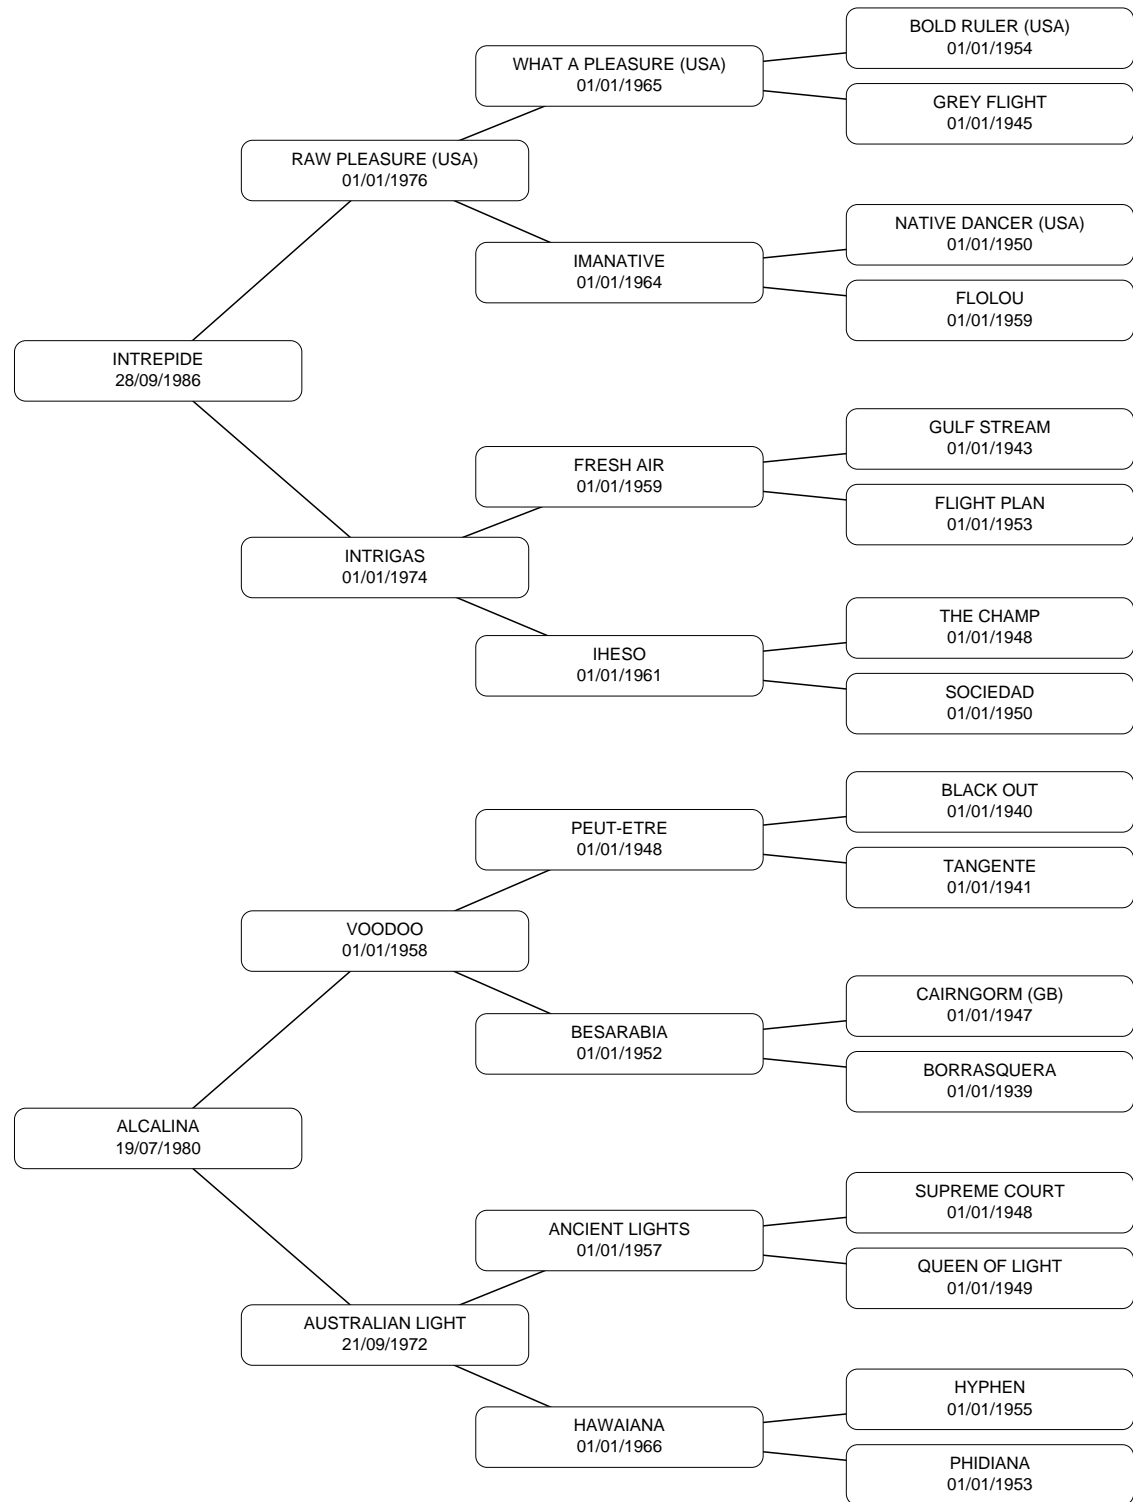 BOLD RULER (USA)
01/01/1954
WHAT A PLEASURE (USA)
01/01/1965
GREY FLIGHT
01/01/1945
RAW PLEASURE (USA)
01/01/1976
NATIVE DANCER (USA)
01/01/1950
IMANATIVE
01/01/1964
FLOLOU
01/01/1959
INTREPIDE
28/09/1986
GULF STREAM
01/01/1943
FRESH AIR
01/01/1959
FLIGHT PLAN
01/01/1953
INTRIGAS
01/01/1974
THE CHAMP
01/01/1948
IHESO
01/01/1961
SOCIEDAD
01/01/1950
BLACK OUT
01/01/1940
PEUT-ETRE
01/01/1948
TANGENTE
01/01/1941
VOODOO
01/01/1958
CAIRNGORM (GB)
01/01/1947
BESARABIA
01/01/1952
BORRASQUERA
01/01/1939
ALCALINA
19/07/1980
SUPREME COURT
01/01/1948
ANCIENT LIGHTS
01/01/1957
QUEEN OF LIGHT
01/01/1949
AUSTRALIAN LIGHT
21/09/1972
HYPHEN
01/01/1955
HAWAIANA
01/01/1966
PHIDIANA
01/01/1953